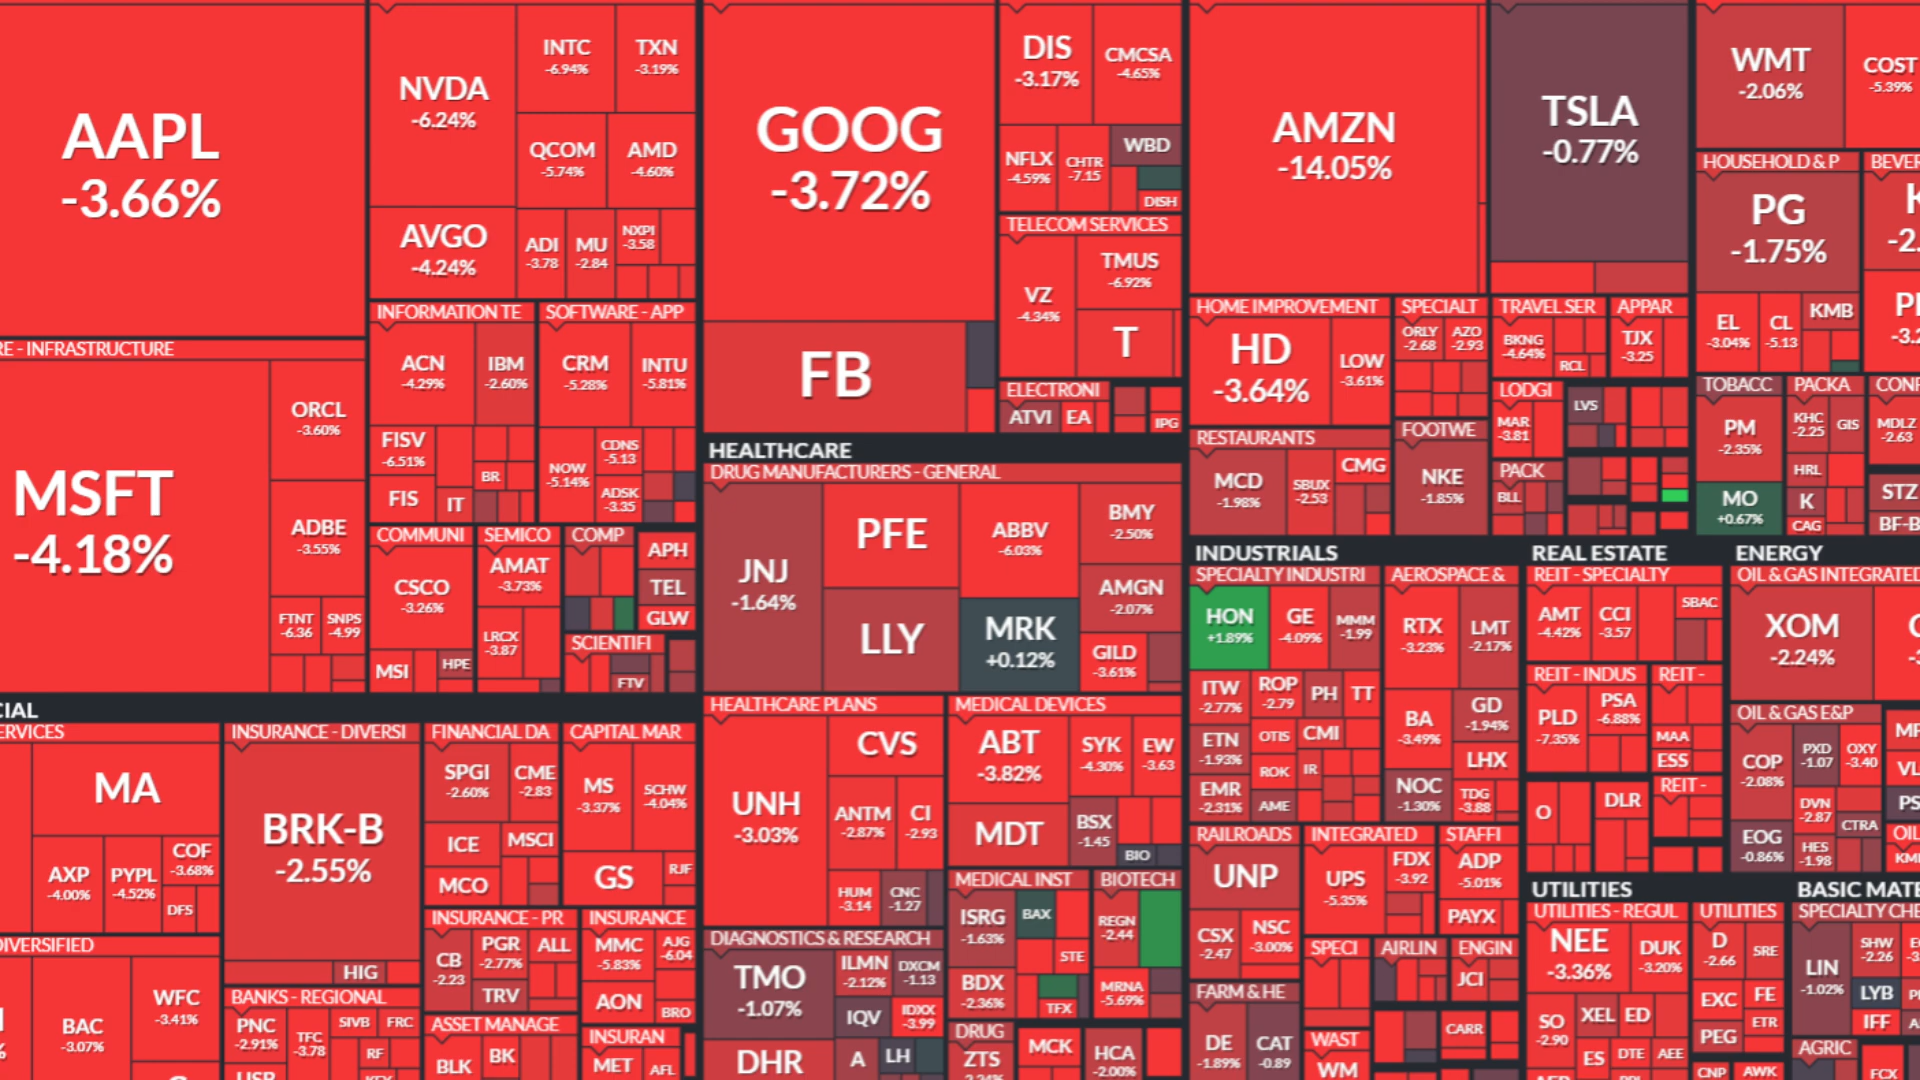 AAPL
-3.66%
RE - INFRASTRUCTURE
MSFT
-4.18%
ORCL
-3.60%
ADBE
-3.55%
FTNT
-6.36
SNPS
-4.99
NVDA
-6.24%
INTC
-6.94%
TXN
-3.19%
QCOM
-5.74%
AMD
-4.60%
AVGO
-4.24%
ADI
-3.78
MU
-2.84
NXPI
-3.58
INFORMATION TE
ACN
-4.29%
IBM
-2.60%
FISV
-6.51%
BR
FIS
IT
SOFTWARE - APP
CRM
-5.28%
INTU
-5.81%
NOW
-5.14%
CDNS
-5.13
ADSK
-3.35
COMMUNI
CSCO
-3.26%
MSI
HPE
SEMICO
AMAT
-3.73%
LRCX
-3.87
COMP
APH
TEL
GLW
SCIENTIFI
FTV
GOOG
-3.72%
FB
DIS
-3.17%
CMCSA
-4.65%
NFLX
-4.59%
CHTR
-7.15
WBD
DISH
TELECOM SERVICES
VZ
-4.34%
TMUS
-6.92%
T
ELECTRONI
ATVI
EA
IPG
HEALTHCARE
DRUG MANUFACTURERS - GENERAL
JNJ
-1.64%
PFE
LLY
ABBV
-6.03%
MRK
+0.12%
BMY
-2.50%
AMGN
-2.07%
GILD
-3.61%
HEALTHCARE PLANS
UNH
-3.03%
CVS
ANTM
-2.87%
CI
-2.93
HUM
-3.14
CNC
-1.27
MEDICAL DEVICES
ABT
-3.82%
SYK
-4.30%
EW
-3.63
MDT
BSX
-1.45
BIO
DIAGNOSTICS & RESEARCH
TMO
-1.07%
ILMN
-2.12%
DXCM
-1.13
IQV
IDXX
-3.99
DHR
A
LH
MEDICAL INST
ISRG
-1.63%
BAX
STE
BDX
-2.36%
TFX
BIOTECH
REGN
-2.44
MRNA
-5.69%
DRUG
ZTS
MCK
HCA
-2.00%
AMZN
-14.05%
TSLA
-0.77%
HOME IMPROVEMENT
HD
-3.64%
LOW
-3.61%
SPECIALT
ORLY
-2.68
AZO
-2.93
TRAVEL SER
BKNG
-4.64%
RCL
APPAR
TJX
-3.25
RESTAURANTS
MCD
-1.98%
SBUX
-2.53
CMG
FOOTWE
NKE
-1.85%
LODGI
MAR
-3.81
LVS
PACK
BLL
WMT
-2.06%
COST
-5.39%
HOUSEHOLD & P
PG
-1.75%
EL
-3.04%
CL
-5.13
KMB
BEVER
TOBACC
PM
-2.35%
MO
+0.67%
PACKA
KHC
-2.25
GIS
HRL
K
CAG
CONF
MDLZ
-2.63
STZ
BF-B
INDUSTRIALS
SPECIALTY INDUSTRI
HON
+1.89%
GE
-4.09%
MMM
-1.99
ITW
-2.77%
ROP
-2.79
PH
TT
ETN
-1.93%
OTIS
CMI
ROK
IR
EMR
-2.31%
AME
AEROSPACE &
RTX
-3.23%
LMT
-2.17%
BA
-3.49%
GD
-1.94%
LHX
NOC
-1.30%
TDG
-3.88
RAILROADS
UNP
CSX
-2.47
NSC
-3.00%
INTEGRATED
UPS
-5.35%
FDX
-3.92
STAFFI
ADP
-5.01%
PAYX
SPECI
AIRLIN
ENGIN
JCI
FARM & HE
DE
-1.89%
CAT
-0.89
WAST
WM
CARR
REAL ESTATE
REIT - SPECIALTY
AMT
-4.42%
CCI
-3.57
SBAC
REIT - INDUS
PLD
-7.35%
PSA
-6.88%
REIT -
MAA
ESS
O
DLR
REIT -
ENERGY
OIL & GAS INTEGRATED
XOM
-2.24%
OIL & GAS E&P
COP
-2.08%
PXD
-1.07
OXY
-3.40
DVN
-2.87
CTRA
EOG
-0.86%
HES
-1.98
OIL
UTILITIES
UTILITIES - REGUL
NEE
-3.36%
DUK
-3.20%
SO
-2.90
XEL
ED
ES
DTE
AEE
UTILITIES
D
-2.66
SRE
EXC
FE
PEG
ETR
CNP
AWK
BASIC MATE
SPECIALTY CHE
LIN
-1.02%
SHW
-2.26
LYB
IFF
AGRIC
FCX
CIAL
ERVICES
MA
AXP
-4.00%
PYPL
-4.52%
COF
-3.68%
DFS
DIVERSIFIED
BAC
-3.07%
WFC
-3.41%
INSURANCE - DIVERSI
BRK-B
-2.55%
HIG
BANKS - REGIONAL
PNC
-2.91%
TFC
-3.78
SIVB
FRC
RF
FINANCIAL DA
SPGI
-2.60%
CME
-2.83
ICE
MSCI
MCO
CAPITAL MAR
MS
-3.37%
SCHW
-4.04%
GS
RJF
INSURANCE - PR
CB
-2.23
PGR
-2.77%
ALL
TRV
INSURANCE
MMC
-5.83%
AJG
-6.04
AON
BRO
ASSET MANAGE
BLK
BK
INSURAN
MET
AFL